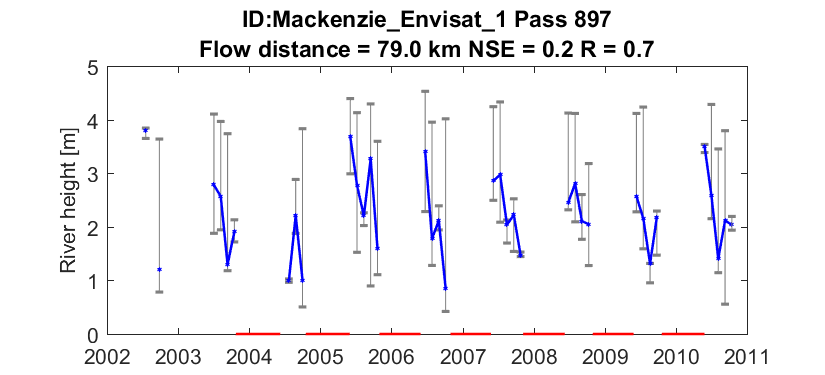 ID:Mackenzie_Envisat_1 Pass 897
Flow distance = 79.0 km NSE = 0.2 R = 0.7
River height [m]
5
4
3
2
1
0
2002 2003 2004 2005 2006 2007 2008 2009 2010 2011